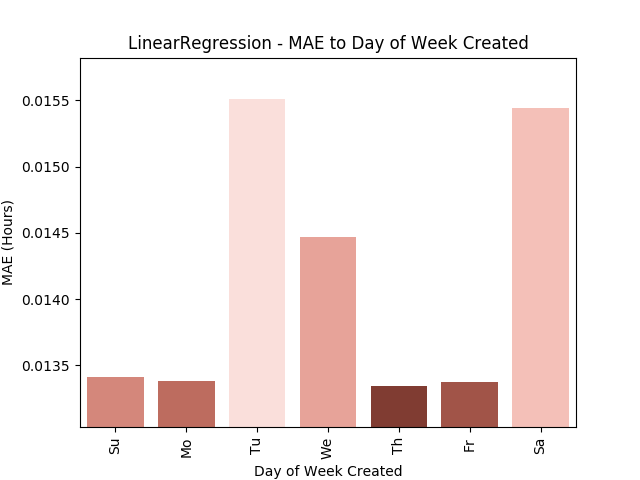 LinearRegression - MAE to Day of Week Created
0.0155
0.0150
0.0145
0.0140
0.0135
MAE (Hours)
Su
Mo
Tu
We
Th
Fr
Sa
Day of Week Created